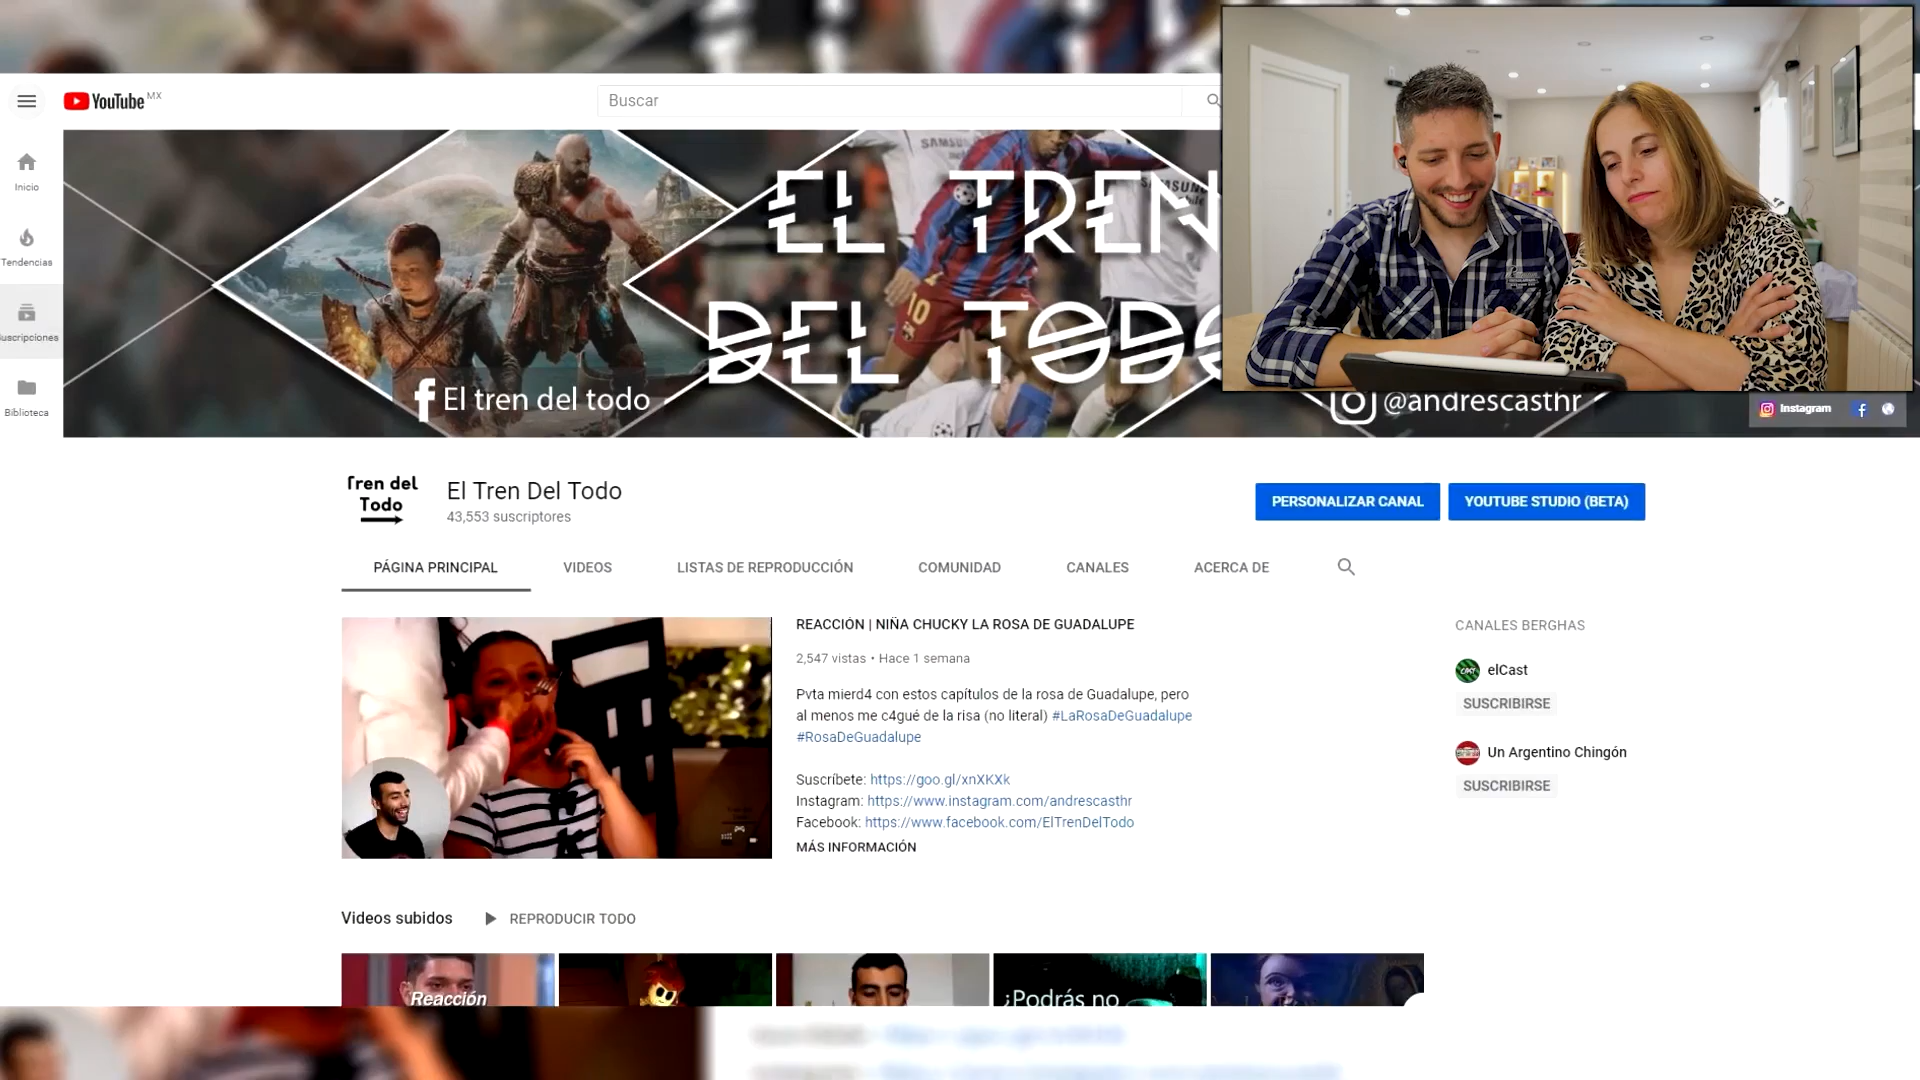 YouTube MX
Buscar
Inicio
Tendencias
uscripciones
Biblioteca
SAMSUNG
SAMSUNG
mobile
10
EL TREN
DEL TODO
El tren del todo
@andrescasthr
Instagram
Tren del
Todo
El Tren Del Todo
43,553 suscriptores
PERSONALIZAR CANAL
YOUTUBE STUDIO (BETA)
PÁGINA PRINCIPAL
VIDEOS
LISTAS DE REPRODUCCIÓN
COMUNIDAD
CANALES
ACERCA DE
REACCIÓN | NIÑA CHUCKY LA ROSA DE GUADALUPE
2,547 vistas • Hace 1 semana
Pvta mierd4 con estos capítulos de la rosa de Guadalupe, pero
al menos me c4gué de la risa (no literal) #LaRosaDeGuadalupe
#RosaDeGuadalupe
Suscríbete: https://goo.gl/xnXKXk
Instagram: https://www.instagram.com/andrescasthr
Facebook: https://www.facebook.com/ElTrenDelTodo
MÁS INFORMACIÓN
CANALES BERGHAS
elCast
SUSCRIBIRSE
Un Argentino Chingón
SUSCRIBIRSE
Videos subidos
REPRODUCIR TODO
Reacción
¿Podrás no